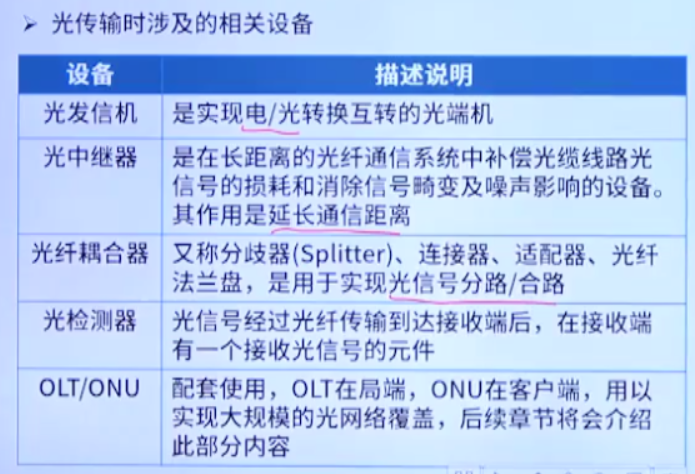 ➢ 光传输时涉及的相关设备
设备 描述说明
光发信机 是实现电/光转换互转的光端机
光中继器 是在长距离的光纤通信系统中补偿光缆线路光
信号的损耗和消除信号畸变及噪声影响的设备。
其作用是延长通信距离
光纤耦合器 又称分歧器(Splitter)、连接器、适配器、光纤
法兰盘，是用于实现光信号分路/合路
光检测器 光信号经过光纤传输到达接收端后，在接收端
有一个接收光信号的元件
OLT/ONU 配套使用，OLT在局端，ONU在客户端，用以
实现大规模的光网络覆盖，后续章节将会介绍
此部分内容